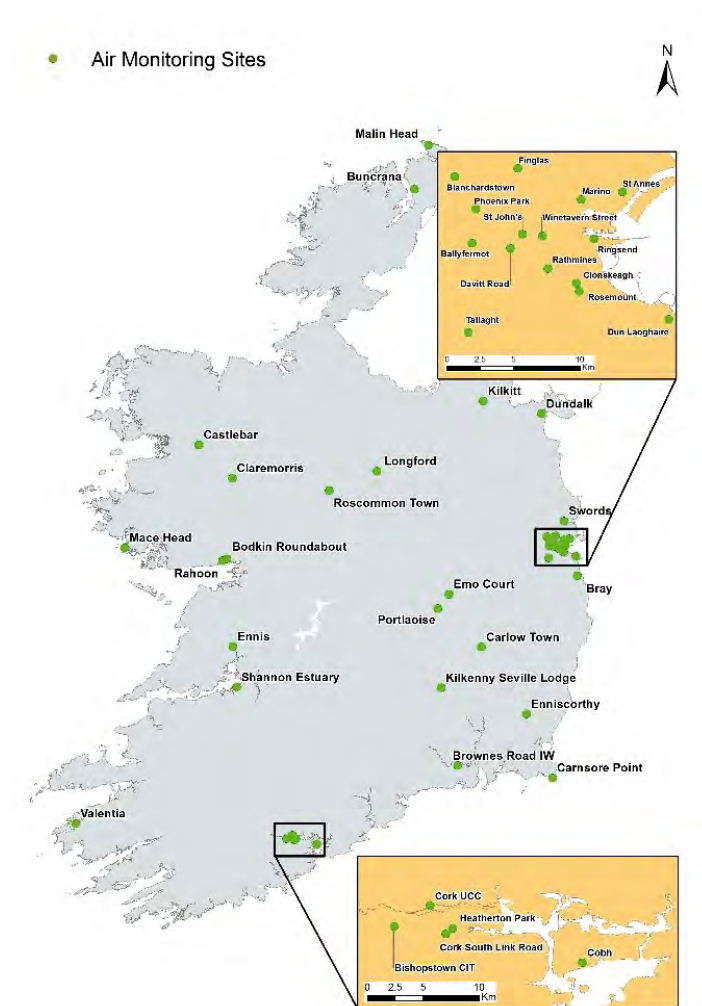 Air Monitoring Sites
N
Malin Head
Buncrana
Finglas
Blanchardstown
Marino
St Annes
Phoenix Park
St John's
Winetavern Street
Ballyfermot
Ringsend
Rathmines
Davitt Road
Clonskeagh
Rosemount
Tallaght
Dun Laoghaire
0 2.5 5 10
Km
Kilkitt
Dundalk
Castlebar
Claremorris
Longford
Roscommon Town
Swords
Mace Head
Bodkin Roundabout
Rahoon
Emo Court
Bray
Portlaoise
Ennis
Carlow Town
Shannon Estuary
Kilkenny Seville Lodge
Enniscorthy
Brownes Road IW
Carnsore Point
Valentia
Cork UCC
Heatherton Park
Cork South Link Road
Cobh
Bishopstown CIT
0 2.5 5 10
Km